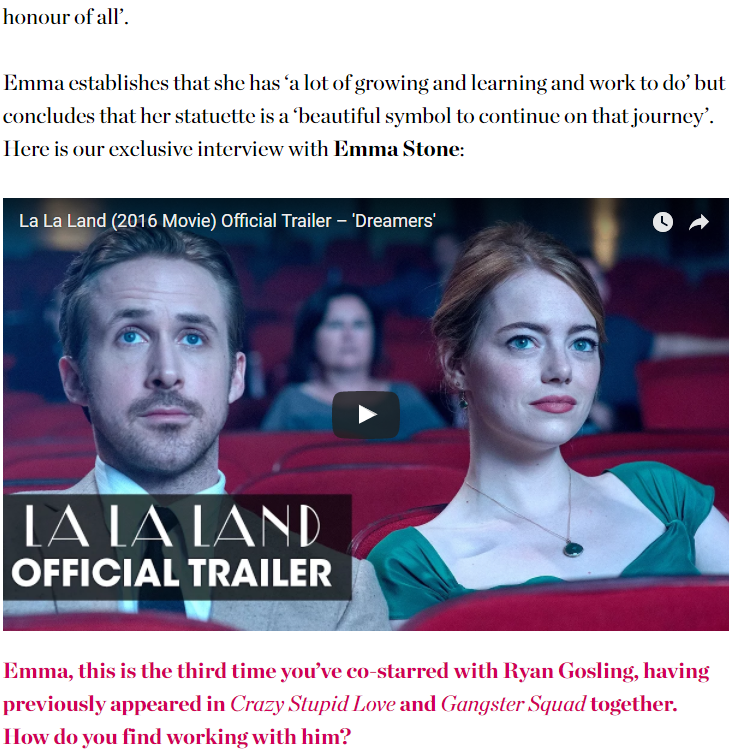 honour of all’.
Emma establishes that she has ‘a lot of growing and learning and work to do’ but
concludes that her statuette is a ‘beautiful symbol to continue on that journey’.
Here is our exclusive interview with Emma Stone:
La La Land (2016 Movie) Official Trailer – 'Dreamers'
LA LA LAND
OFFICIAL TRAILER
Emma, this is the third time you’ve co-starred with Ryan Gosling, having
previously appeared in Crazy Stupid Love and Gangster Squad together.
How do you find working with him?